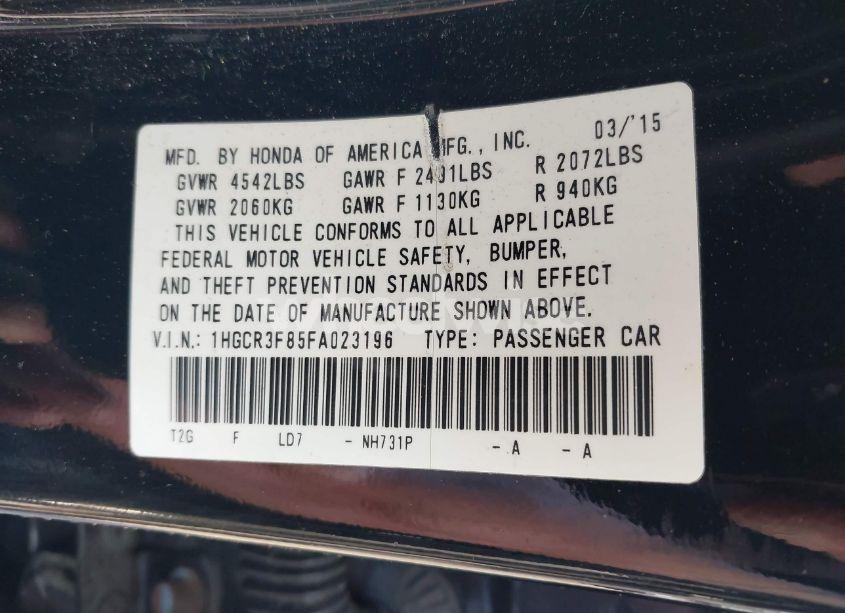 MFD. BY HONDA OF AMERICA MFG., INC. 03/'15
GVWR 4542LBS GAWR F 2491LBS R 2072LBS
GVWR 2060KG GAWR F 1130KG R 940KG
THIS VEHICLE CONFORMS TO ALL APPLICABLE
FEDERAL MOTOR VEHICLE SAFETY, BUMPER,
AND THEFT PREVENTION STANDARDS IN EFFECT
ON THE DATE OF MANUFACTURE SHOWN ABOVE.
V.I.N.: 1HGCR3F85FA023196 TYPE: PASSENGER CAR
T2G F LD7 - NH731P - A - A